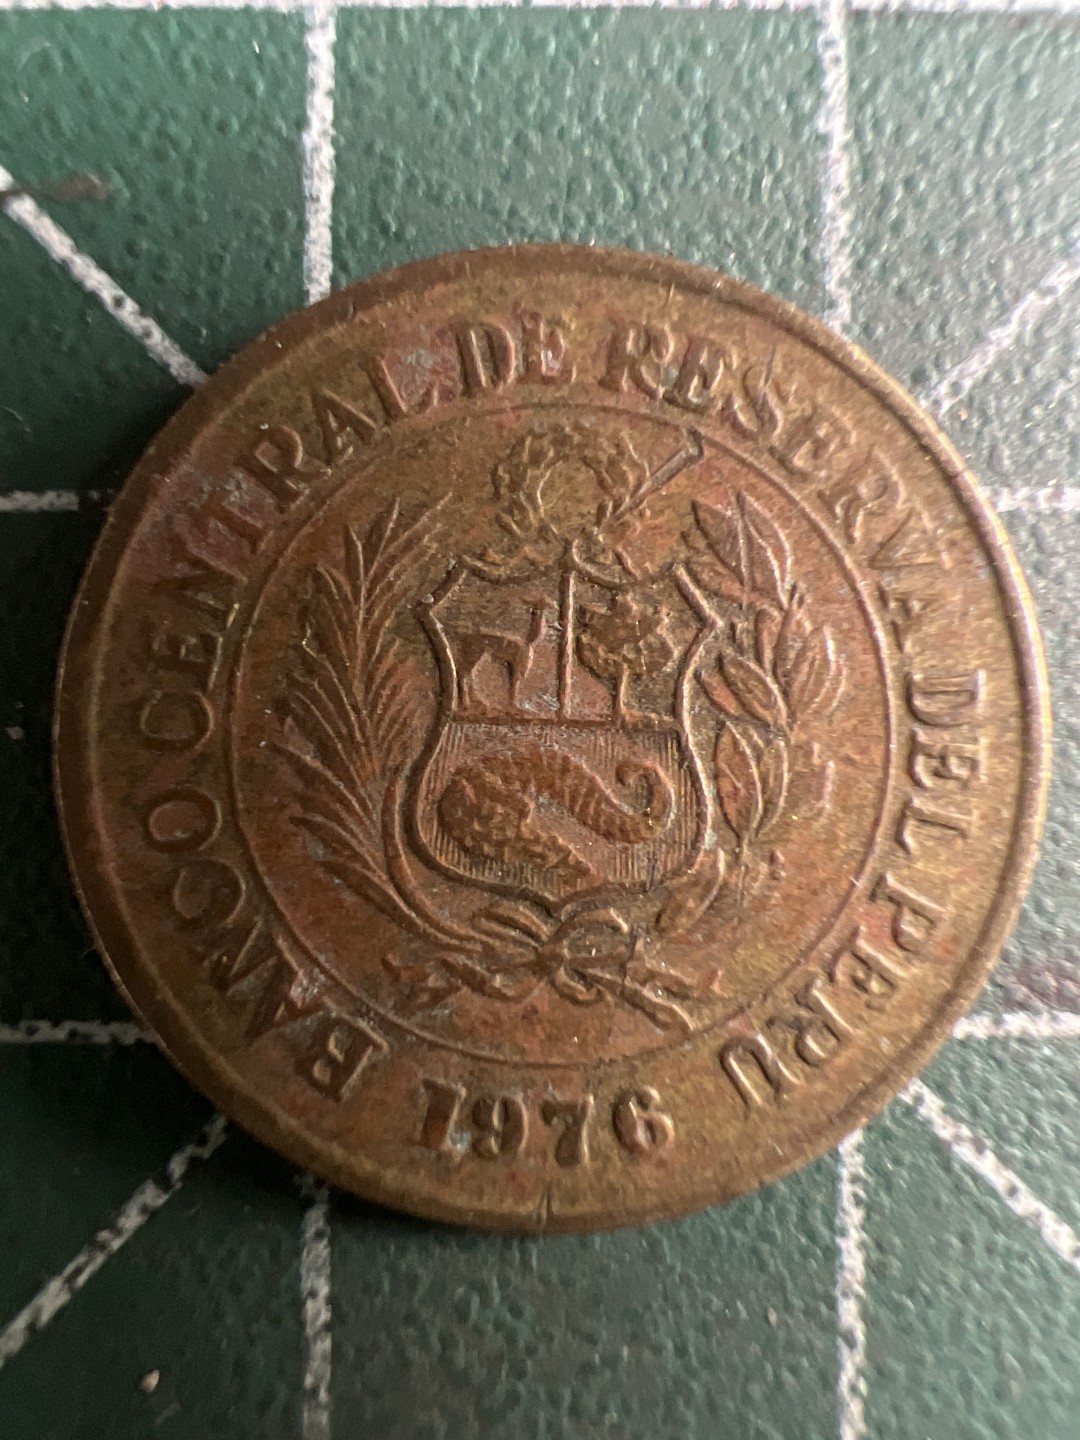 BANCO CENTRAL DE RESERVA DEL PERU
1976